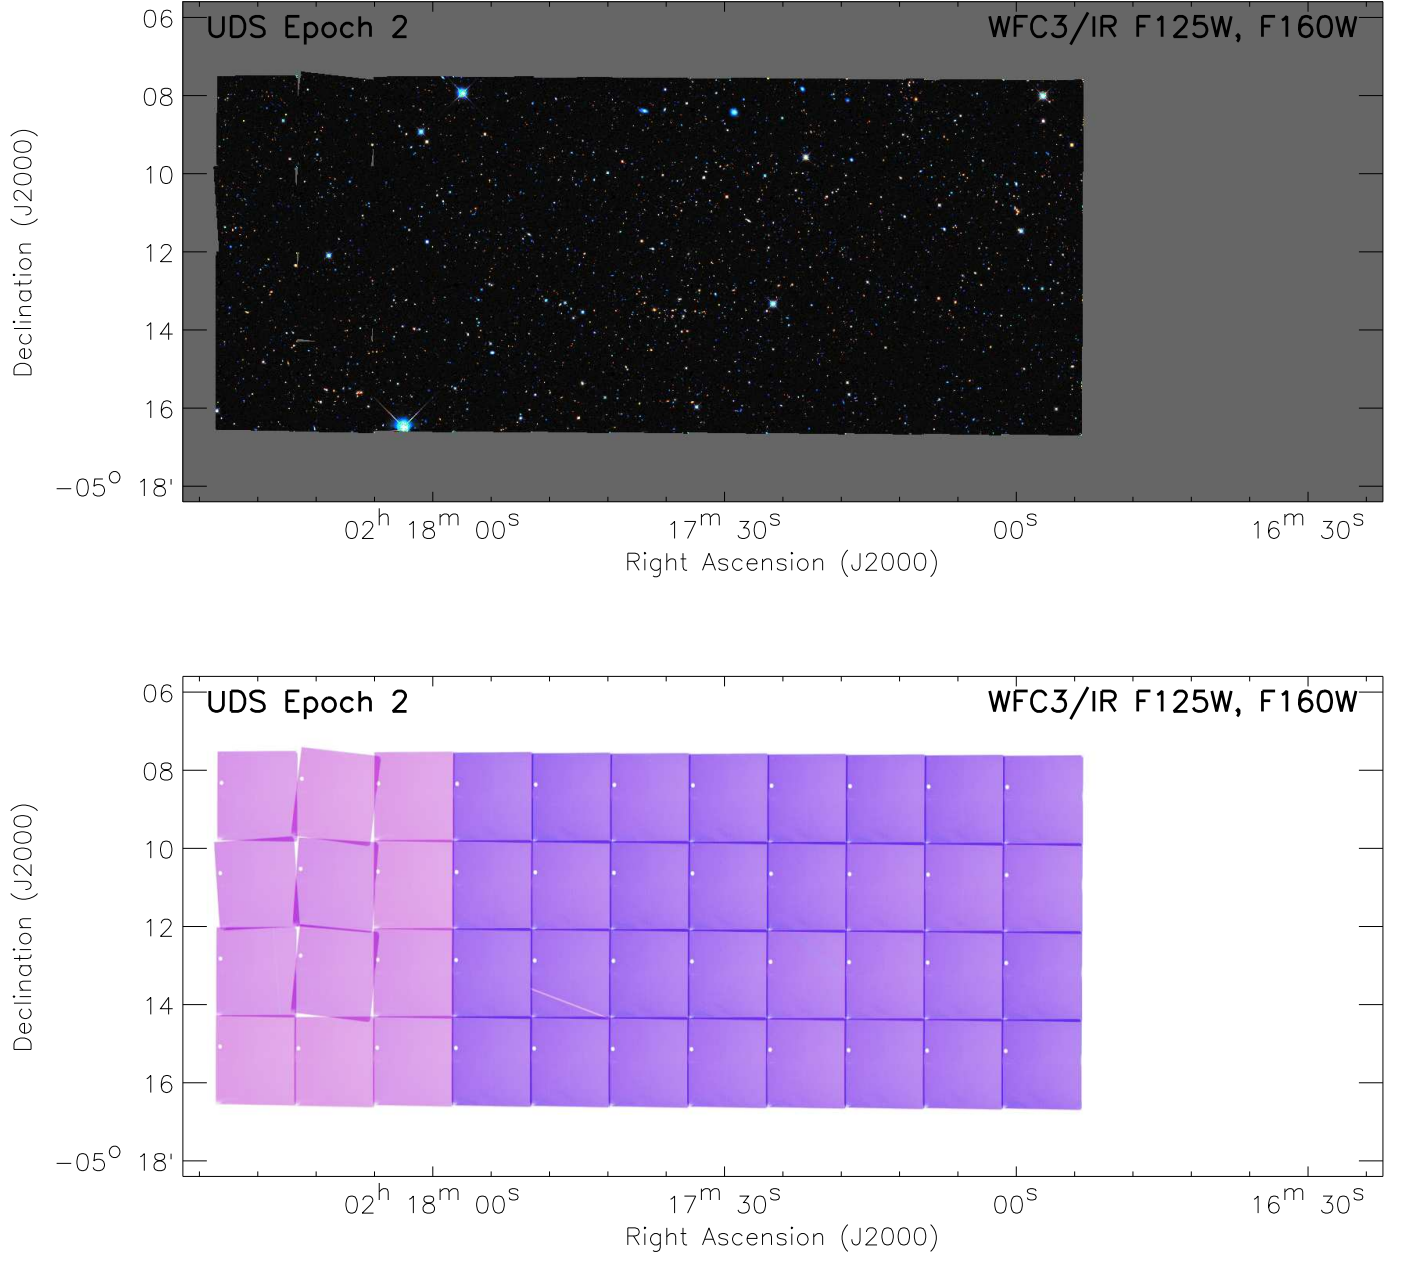 UDS Epoch 2 WFC3/IR F125W, F160W
06
08
10
12
14
16
-05° 18'
Declination (J2000)
02h 18m 00s 17m 30s 00s 16m 30s
Right Ascension (J2000)
UDS Epoch 2 WFC3/IR F125W, F160W
06
08
10
12
14
16
-05° 18'
Declination (J2000)
02h 18m 00s 17m 30s 00s 16m 30s
Right Ascension (J2000)